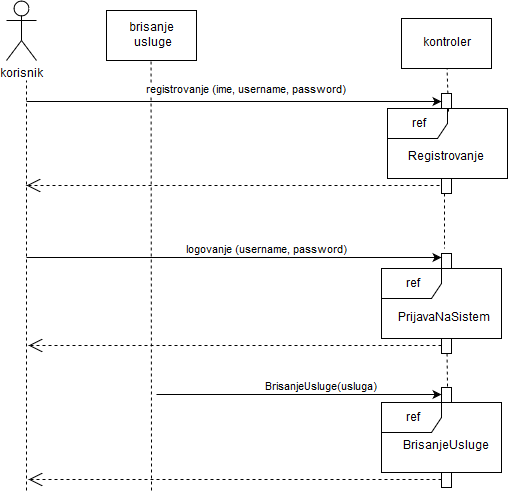 brisanje
usluge
kontroler
korisnik
registrovanje (ime, username, password)
ref
Registrovanje
logovanje (username, password)
ref
PrijavaNaSistem
BrisanjeUsluge(usluga)
ref
BrisanjeUsluge